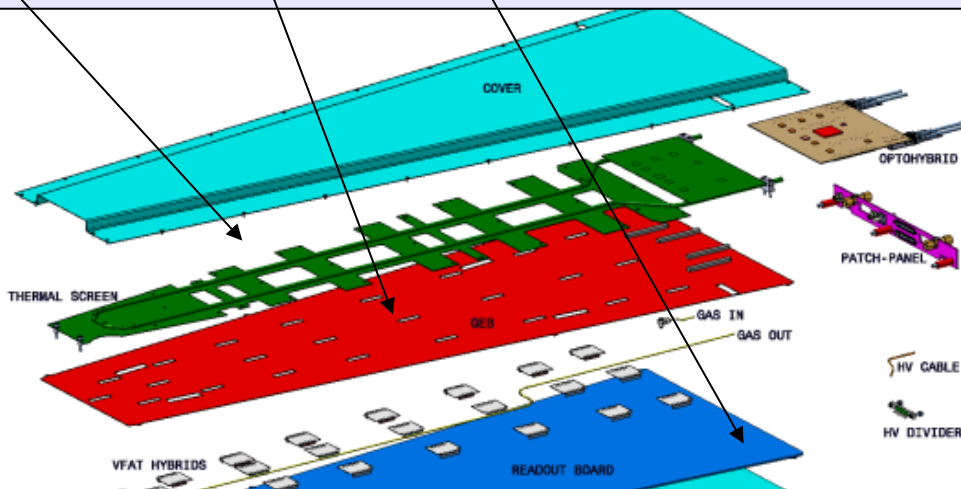 COVER
OPTOHYBRID
PATCH-PANEL
THERMAL SCREEN
GEB
GAS IN
GAS OUT
HV CABLE
HV DIVIDER
VFAT HYBRIDS
READOUT BOARD